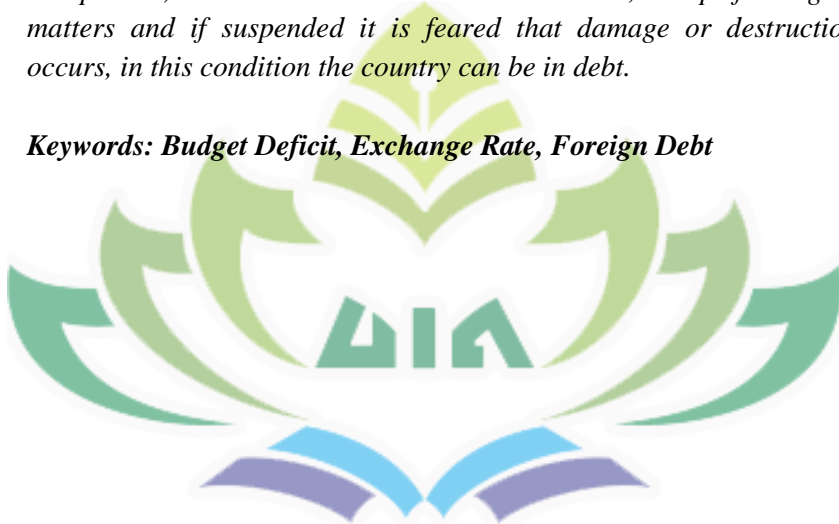 matters and if suspended it is feared that damage or destructio
occurs, in this condition the country can be in debt.
Keywords: Budget Deficit, Exchange Rate, Foreign Debt
UIN